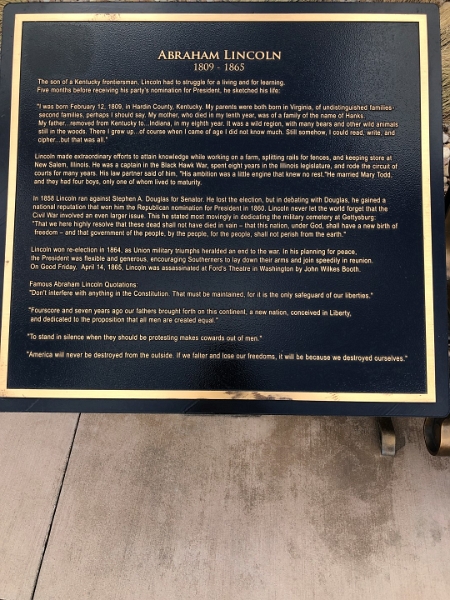 ABRAHAM LINCOLN
1809 - 1865
The son of a Kentucky frontiersman, Lincoln had to struggle for a living and for learning.
Five months before receiving his party's nomination for President, he sketched his life:
"I was born February 12, 1809, in Hardin County, Kentucky. My parents were both born in Virginia, of undistinguished families-
second families, perhaps I should say. My mother, who died in my tenth year, was of a family of the name of Hanks.
My father...removed from Kentucky to...Indiana, in my eighth year. It was a wild region, with many bears and other wild animals
still in the woods. There I grew up...of course when I came of age I did not know much. Still somehow, I could read, write, and
cipher...but that was all."
Lincoln made extraordinary efforts to attain knowledge while working on a farm, splitting rails for fences, and keeping store at
New Salem, Illinois. He was a captain in the Black Hawk War, spent eight years in the Illinois legislature, and rode the circuit of
courts for many years. His law partner said of him, "His ambition was a little engine that knew no rest."He married Mary Todd,
and they had four boys, only one of whom lived to maturity.
In 1858 Lincoln ran against Stephen A. Douglas for Senator. He lost the election, but in debating with Douglas, he gained a
national reputation that won him the Republican nomination for President in 1860. Lincoln never let the world forget that the
Civil War involved an even larger issue. This he stated most movingly in dedicating the military cemetery at Gettysburg:
"That we here highly resolve that these dead shall not have died in vain – that this nation, under God, shall have a new birth of
freedom – and that government of the people, by the people, for the people, shall not perish from the earth."
Lincoln won re-election in 1864, as Union military triumphs heralded an end to the war. In his planning for peace,
the President was flexible and generous, encouraging Southerners to lay down their arms and join speedily in reunion.
On Good Friday, April 14, 1865, Lincoln was assassinated at Ford's Theatre in Washington by John Wilkes Booth.
Famous Abraham Lincoln Quotations:
"Don't interfere with anything in the Constitution. That must be maintained, for it is the only safeguard of our liberties."
"Fourscore and seven years ago our fathers brought forth on this continent, a new nation, conceived in Liberty,
and dedicated to the proposition that all men are created equal."
"To stand in silence when they should be protesting makes cowards out of men."
"America will never be destroyed from the outside. If we falter and lose our freedoms, it will be because we destroyed ourselves."